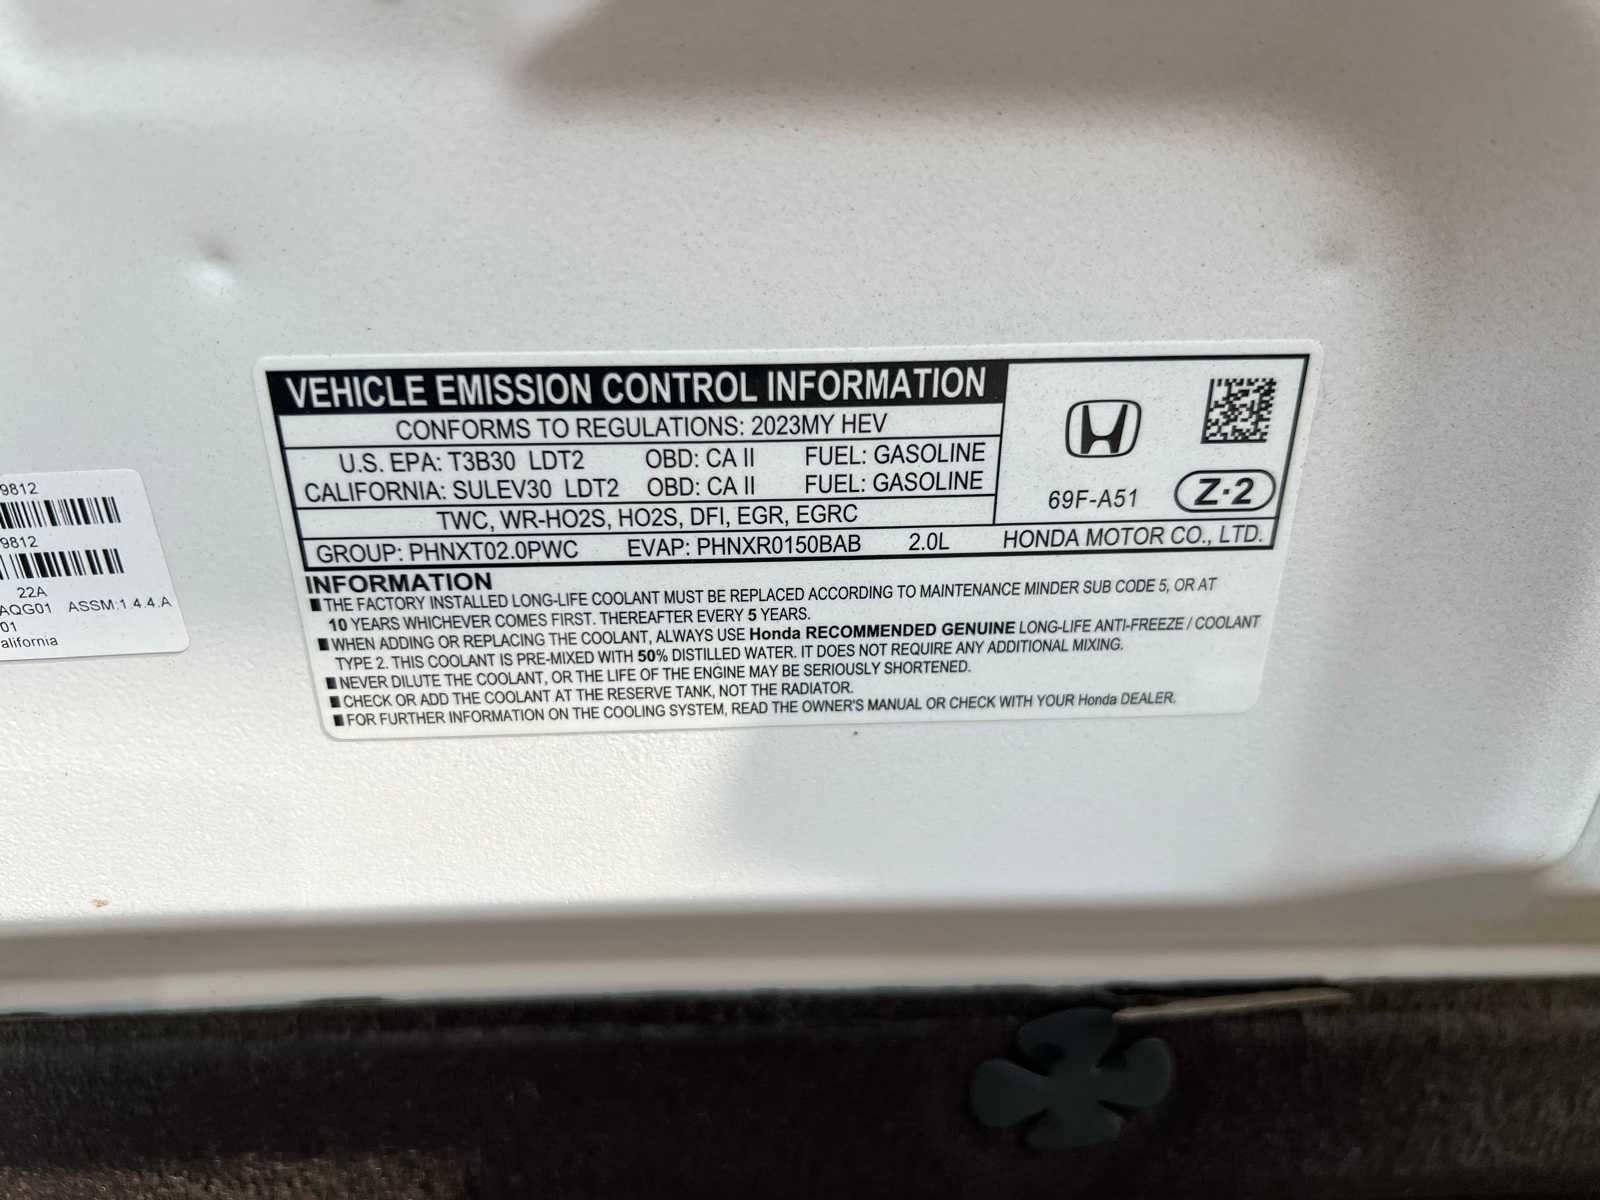 VEHICLE EMISSION CONTROL INFORMATION
CONFORMS TO REGULATIONS: 2023MY HEV
U.S. EPA: T3B30 LDT2 OBD: CA II FUEL: GASOLINE
CALIFORNIA: SULEV30 LDT2 OBD: CA II FUEL: GASOLINE
TWC, WR-HO2S, HO2S, DFI, EGR, EGRC
69F-A51 Z·2
GROUP: PHNXT02.0PWC EVAP: PHNXR0150BAB 2.0L HONDA MOTOR CO., LTD.
INFORMATION
THE FACTORY INSTALLED LONG-LIFE COOLANT MUST BE REPLACED ACCORDING TO MAINTENANCE MINDER SUB CODE 5, OR AT
10 YEARS WHICHEVER COMES FIRST. THEREAFTER EVERY 5 YEARS.
WHEN ADDING OR REPLACING THE COOLANT, ALWAYS USE Honda RECOMMENDED GENUINE LONG-LIFE ANTI-FREEZE / COOLANT
TYPE 2. THIS COOLANT IS PRE-MIXED WITH 50% DISTILLED WATER. IT DOES NOT REQUIRE ANY ADDITIONAL MIXING.
NEVER DILUTE THE COOLANT, OR THE LIFE OF THE ENGINE MAY BE SERIOUSLY SHORTENED.
CHECK OR ADD THE COOLANT AT THE RESERVE TANK, NOT THE RADIATOR.
FOR FURTHER INFORMATION ON THE COOLING SYSTEM, READ THE OWNER'S MANUAL OR CHECK WITH YOUR Honda DEALER.
9812
9812
22A
AQG01 ASSM:1.4.4.A
01
alifornia